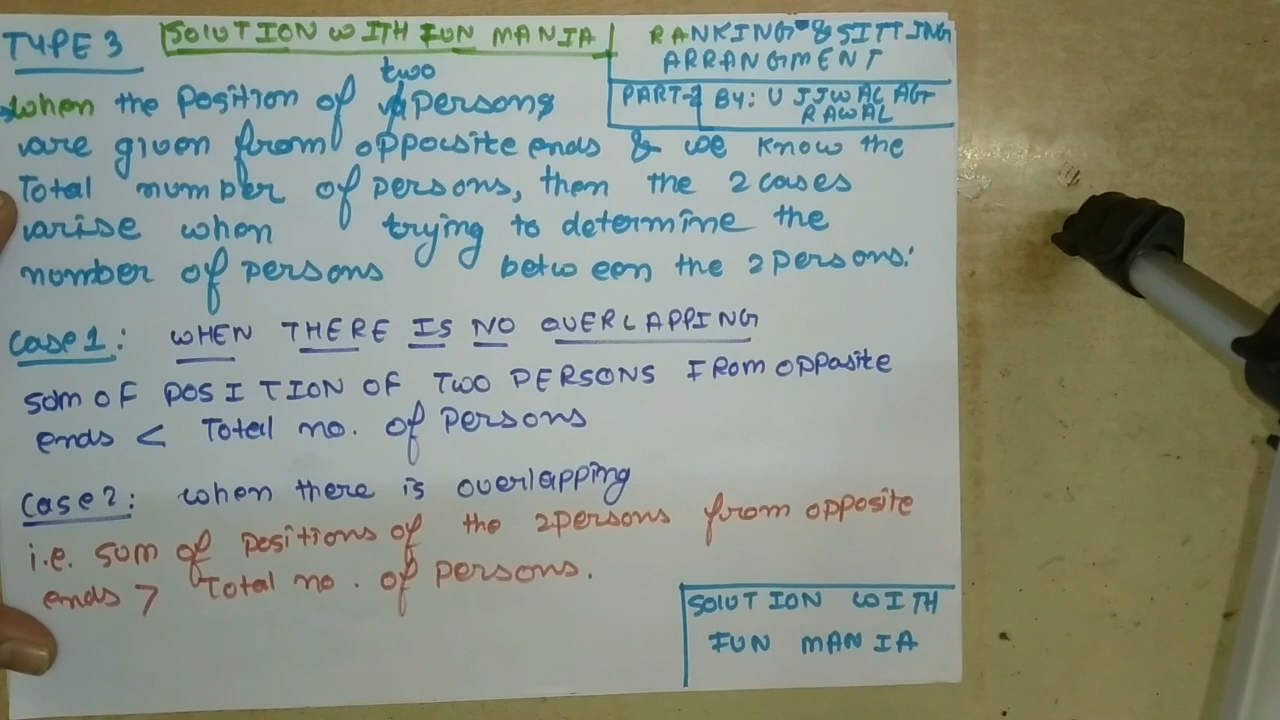 TYPE 3
SOLUTION WITH FUN MANIA
RANKING & SITTING
ARRANGMENT
PART-2 BY: UJJWAL AGRAWAL
two
when the position of persons
are given from opposite ends & we know the
Total number of persons, then the 2 cases
arise when trying to determine the
number of persons between the 2 persons:
case 1: WHEN THERE IS NO OVERLAPPING
sum OF POSITION OF TWO PERSONS FROM opposite
ends < Total no. of persons
case 2: when there is overlapping
i.e. sum of positions of the 2 persons from opposite
ends > Total no. of persons.
SOLUTION WITH
FUN MANIA